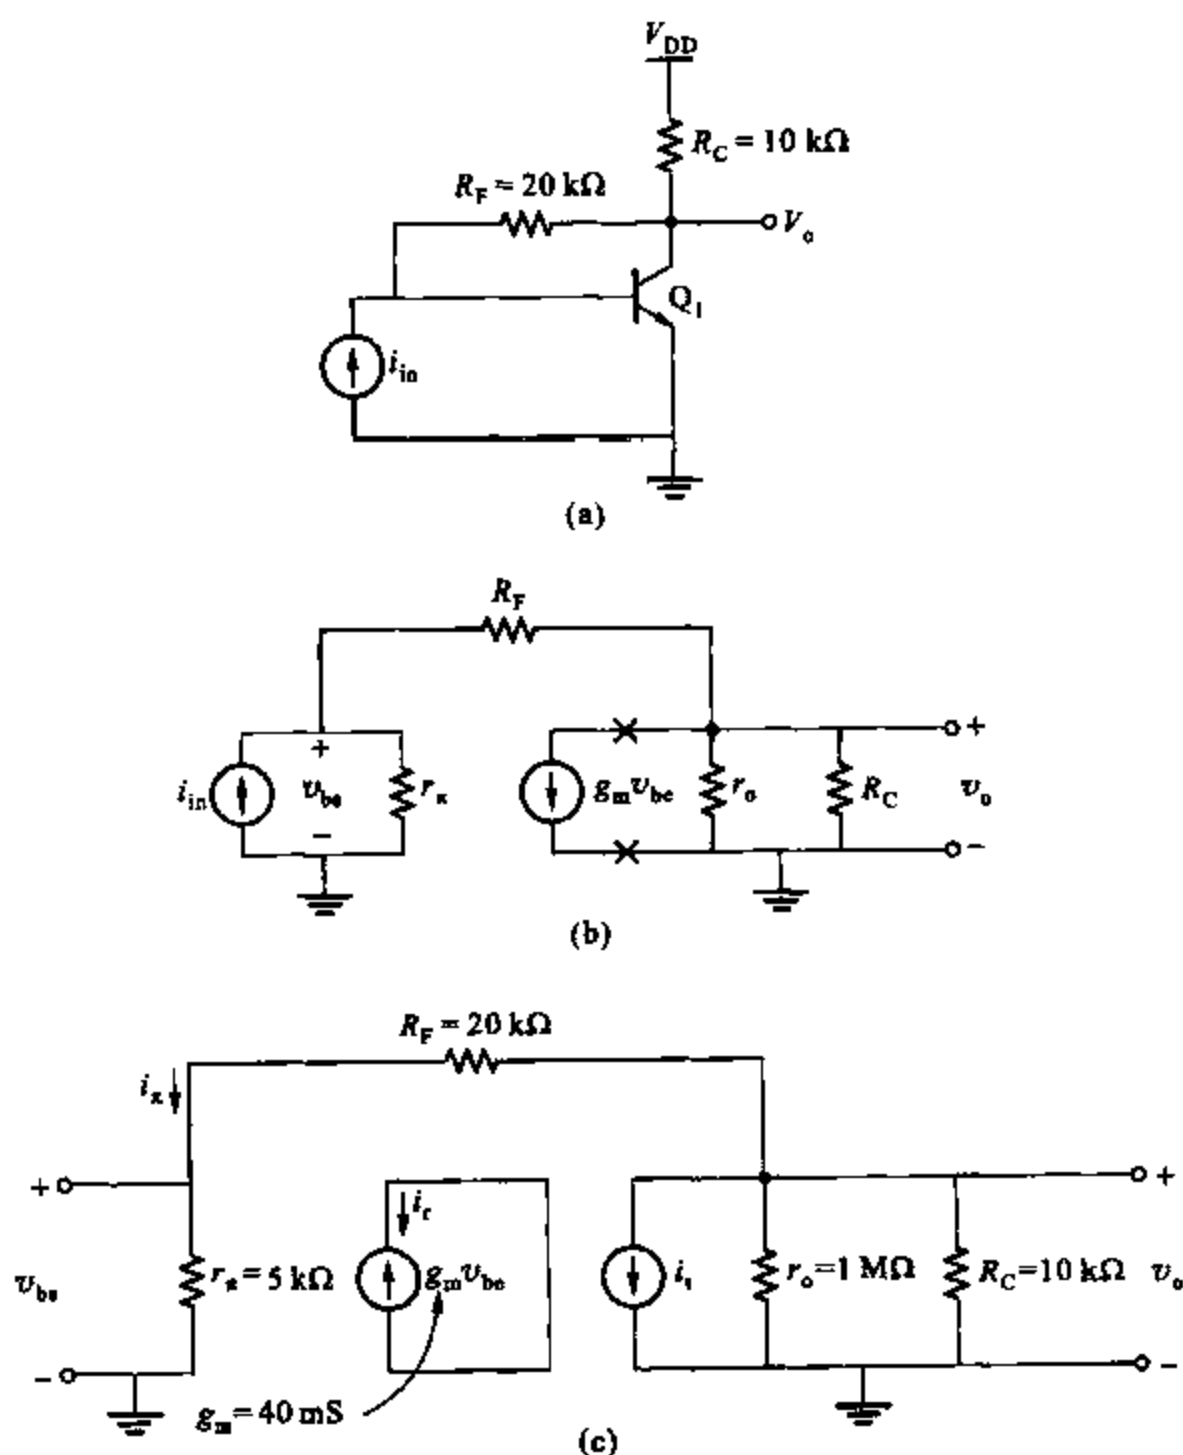 V_DD
R_C = 10 kΩ
R_F = 20 kΩ
V_o
Q_1
i_in
(a)
R_F
i_in
+
v_be
−
r_π
g_m v_be
r_o
R_C
+
v_o
−
(b)
R_F = 20 kΩ
i_π
+
v_be
−
r_π = 5 kΩ
i_r
g_m v_be
g_m = 40 mS
i_t
r_o = 1 MΩ
R_C = 10 kΩ
+
v_o
−
(c)